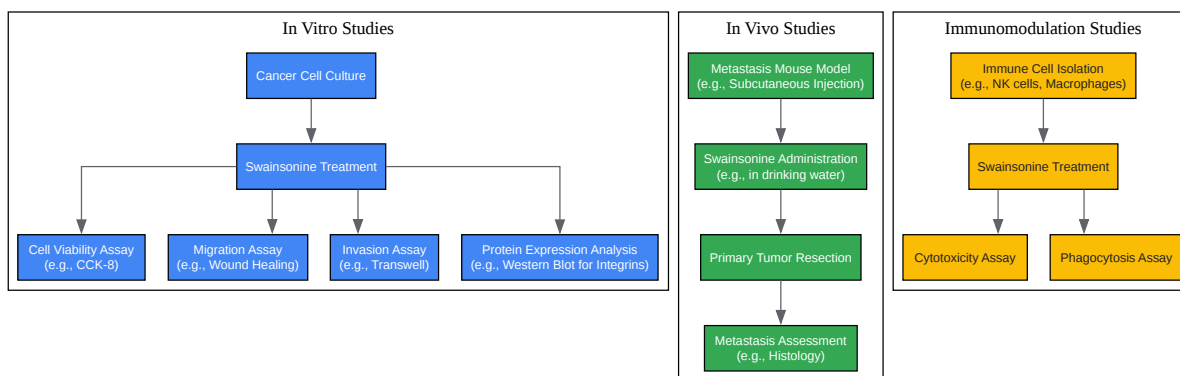 In Vitro Studies
Cancer Cell Culture
Swainsonine Treatment
Cell Viability Assay
(e.g., CCK-8)
Migration Assay
(e.g., Wound Healing)
Invasion Assay
(e.g., Transwell)
Protein Expression Analysis
(e.g., Western Blot for Integrins)
In Vivo Studies
Metastasis Mouse Model
(e.g., Subcutaneous Injection)
Swainsonine Administration
(e.g., in drinking water)
Primary Tumor Resection
Metastasis Assessment
(e.g., Histology)
Immunomodulation Studies
Immune Cell Isolation
(e.g., NK cells, Macrophages)
Swainsonine Treatment
Cytotoxicity Assay
Phagocytosis Assay